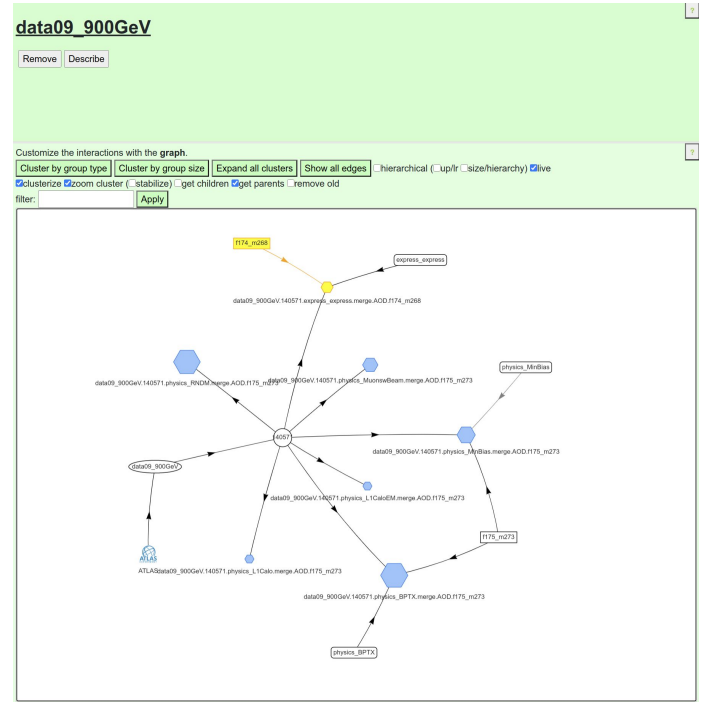 ?
data09_900GeV
Remove Describe
?
Customize the interactions with the graph.
Cluster by group type Cluster by group size Expand all clusters Show all edges hierarchical (up/lr size/hierarchy) live
clusterize zoom cluster (stabilize) get children get parents remove old
filter: Apply
f174_m268
express_express
data09_900GeV.140571.express_express.merge.AOD.f174_m268
physics_MinBias
data09_900GeV.140571.physics_RNDM.merge.AOD.f175_m273
data09_900GeV.140571.physics_MuonswBeam.merge.AOD.f175_m273
14057
data09_900GeV.140571.physics_MinBias.merge.AOD.f175_m273
data09_900GeV
data09_900GeV.140571.physics_L1CaloEM.merge.AOD.f175_m273
f175_m273
ATLAS
ATLAS
data09_900GeV.140571.physics_L1Calo.merge.AOD.f175_m273
data09_900GeV.140571.physics_BPTX.merge.AOD.f175_m273
physics_BPTX